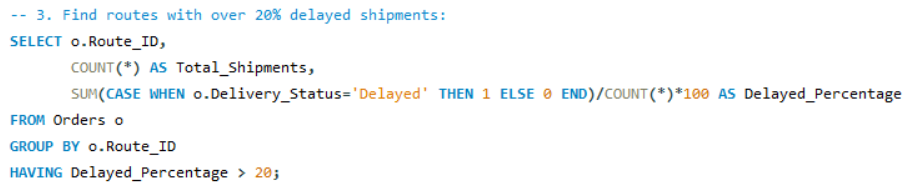 -- 3. Find routes with over 20% delayed shipments:
SELECT o.Route_ID,
       COUNT(*) AS Total_Shipments,
       SUM(CASE WHEN o.Delivery_Status='Delayed' THEN 1 ELSE 0 END)/COUNT(*)*100 AS Delayed_Percentage
FROM Orders o
GROUP BY o.Route_ID
HAVING Delayed_Percentage > 20;